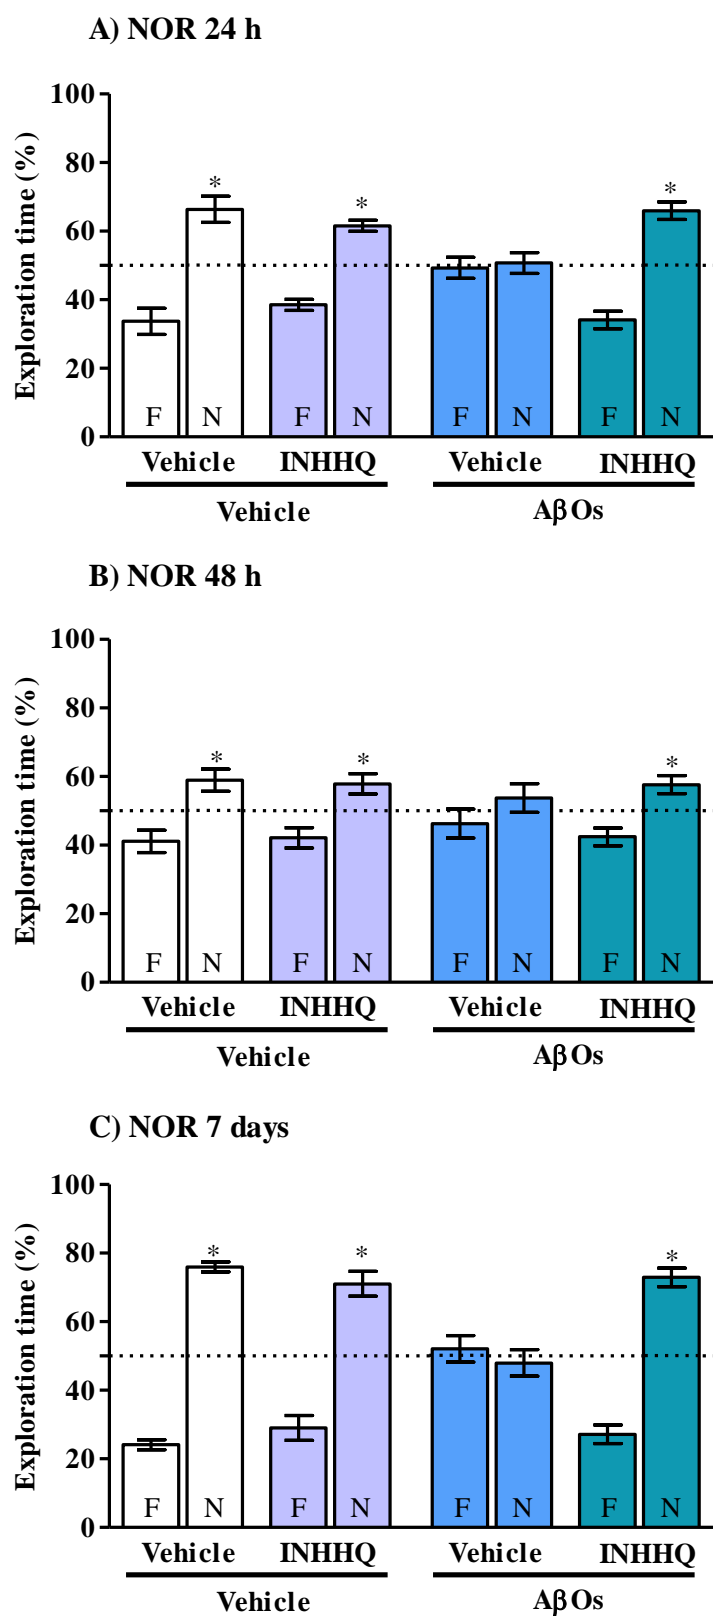 A) NOR 24 h
Exploration time (%)
100
80
60
40
20
0
* * *
F N F N F N F N
Vehicle INHHQ Vehicle INHHQ
Vehicle AβOs
B) NOR 48 h
Exploration time (%)
100
80
60
40
20
0
* * *
F N F N F N F N
Vehicle INHHQ Vehicle INHHQ
Vehicle AβOs
C) NOR 7 days
Exploration time (%)
100
80
60
40
20
0
* * *
F N F N F N F N
Vehicle INHHQ Vehicle INHHQ
Vehicle AβOs